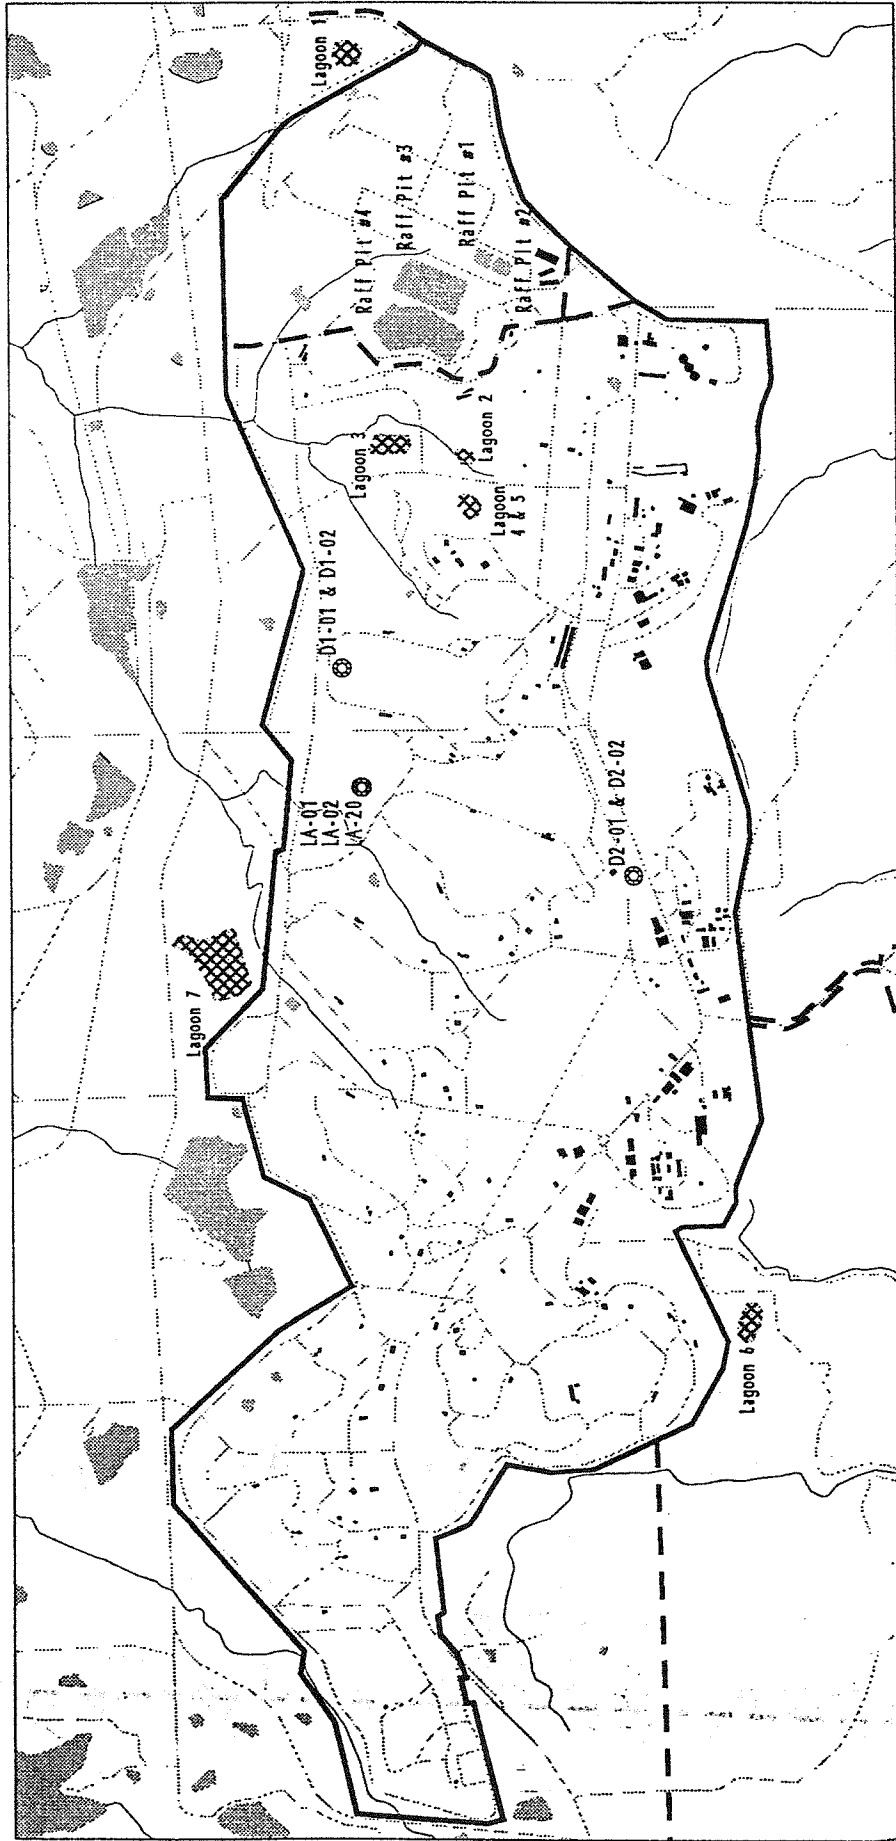 Lagoon 1
Raff Pit #4
Raff Pit #3
Raff Pit #1
Raff Pit #2
Lagoon 3
Lagoon 2
Lagoon
4 & 5
D1-01 & D1-02
LA-01
LA-02
LA-20
D2-01 & D2-02
Lagoon 7
Lagoon 6